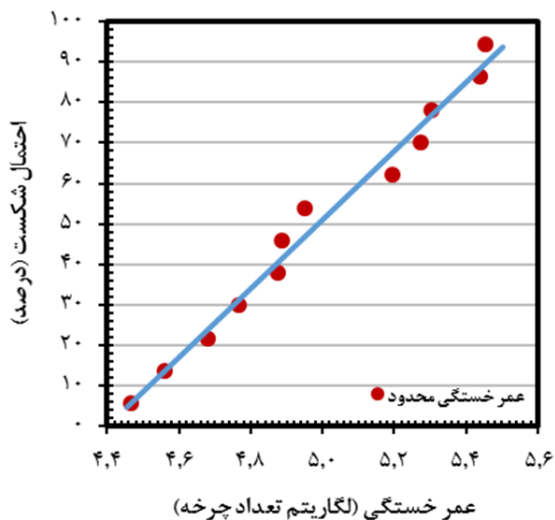 ۱۰۰
۹۰
۸۰
۷۰
۶۰
۵۰
۴۰
۳۰
۲۰
۱۰
۰
احتمال شکست (درصد)
عمر خستگی محدود
۴,۴ ۴,۶ ۴,۸ ۵,۰ ۵,۲ ۵,۴ ۵,۶
عمر خستگی (لگاریتم تعداد چرخه)